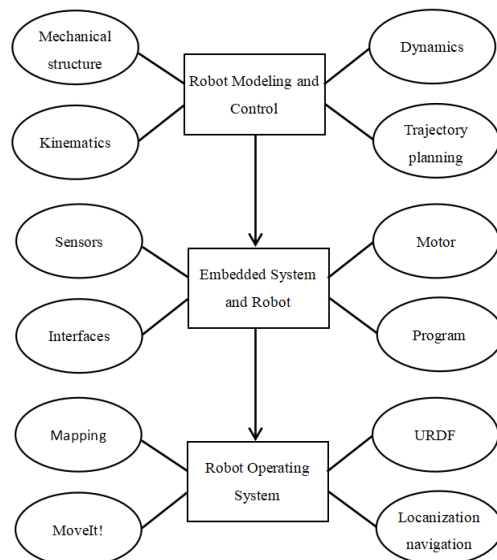 Mechanical
structure
Dynamics
Robot Modeling and
Control
Kinematics
Trajectory
planning
Sensors
Motor
Embedded System
and Robot
Interfaces
Program
Mapping
URDF
Robot Operating
System
MoveIt!
Locanization
navigation